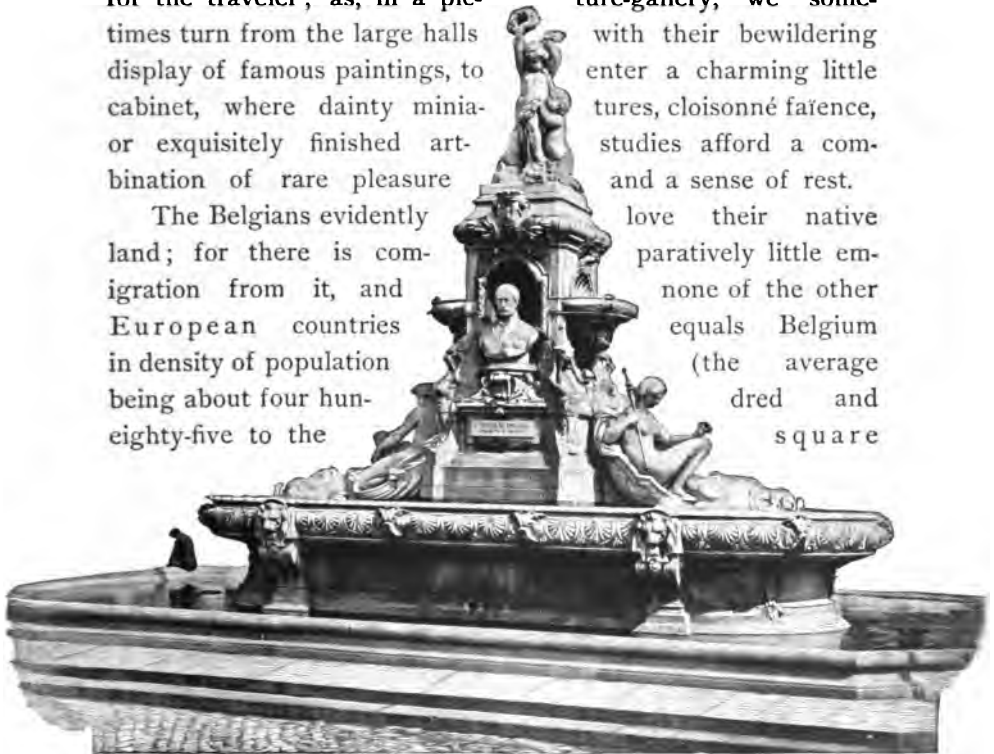 for the traveler; as, in a pic- ture-gallery, we some-
times turn from the large halls with their bewildering
display of famous paintings, to enter a charming little
cabinet, where dainty minia- tures, cloisonné faïence,
or exquisitely finished art- studies afford a com-
bination of rare pleasure and a sense of rest.
The Belgians evidently love their native
land; for there is com- paratively little em-
igration from it, and none of the other
European countries equals Belgium
in density of population (the average
being about four hun- dred and
eighty-five to the square